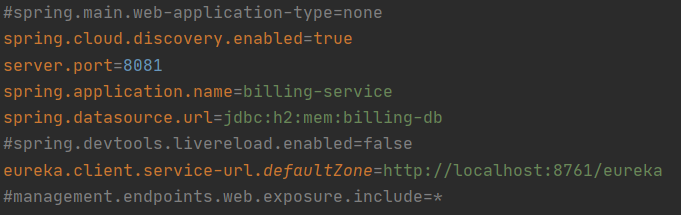 #spring.main.web-application-type=none
spring.cloud.discovery.enabled=true
server.port=8081
spring.application.name=billing-service
spring.datasource.url=jdbc:h2:mem:billing-db
#spring.devtools.livereload.enabled=false
eureka.client.service-url.defaultZone=http://localhost:8761/eureka
#management.endpoints.web.exposure.include=*